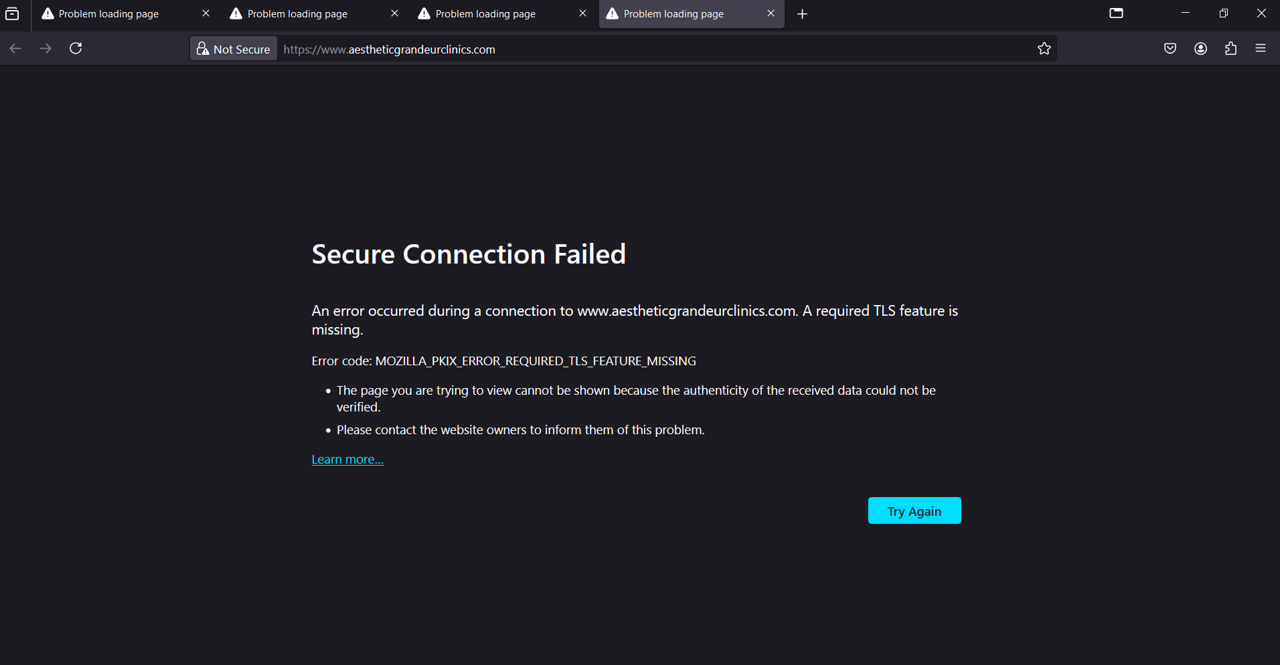 Problem loading page
Problem loading page
Problem loading page
Problem loading page
Not Secure
https://www.aestheticgrandeurclinics.com
Secure Connection Failed
An error occurred during a connection to www.aestheticgrandeurclinics.com. A required TLS feature is
missing.
Error code: MOZILLA_PKIX_ERROR_REQUIRED_TLS_FEATURE_MISSING
• The page you are trying to view cannot be shown because the authenticity of the received data could not be
verified.
• Please contact the website owners to inform them of this problem.
Learn more...
Try Again